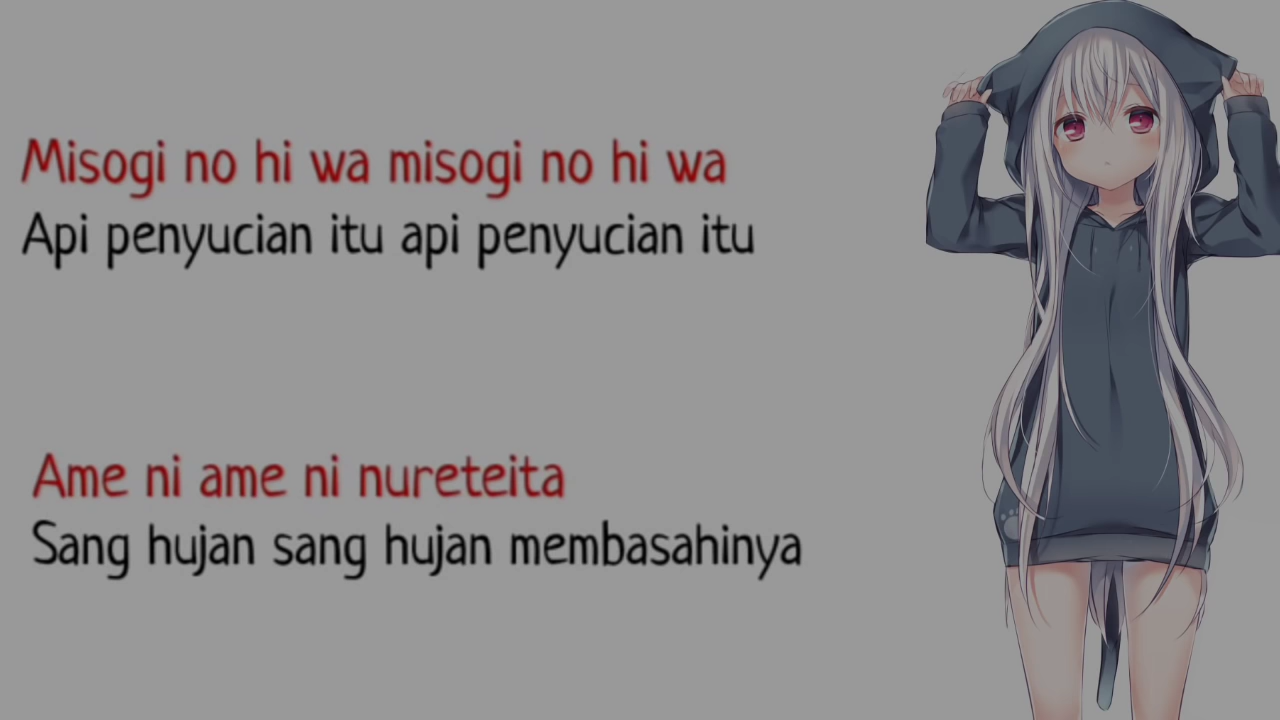 Misogi no hi wa misogi no hi wa
Api penyucian itu api penyucian itu
Ame ni ame ni nureteita
Sang hujan sang hujan membasahinya